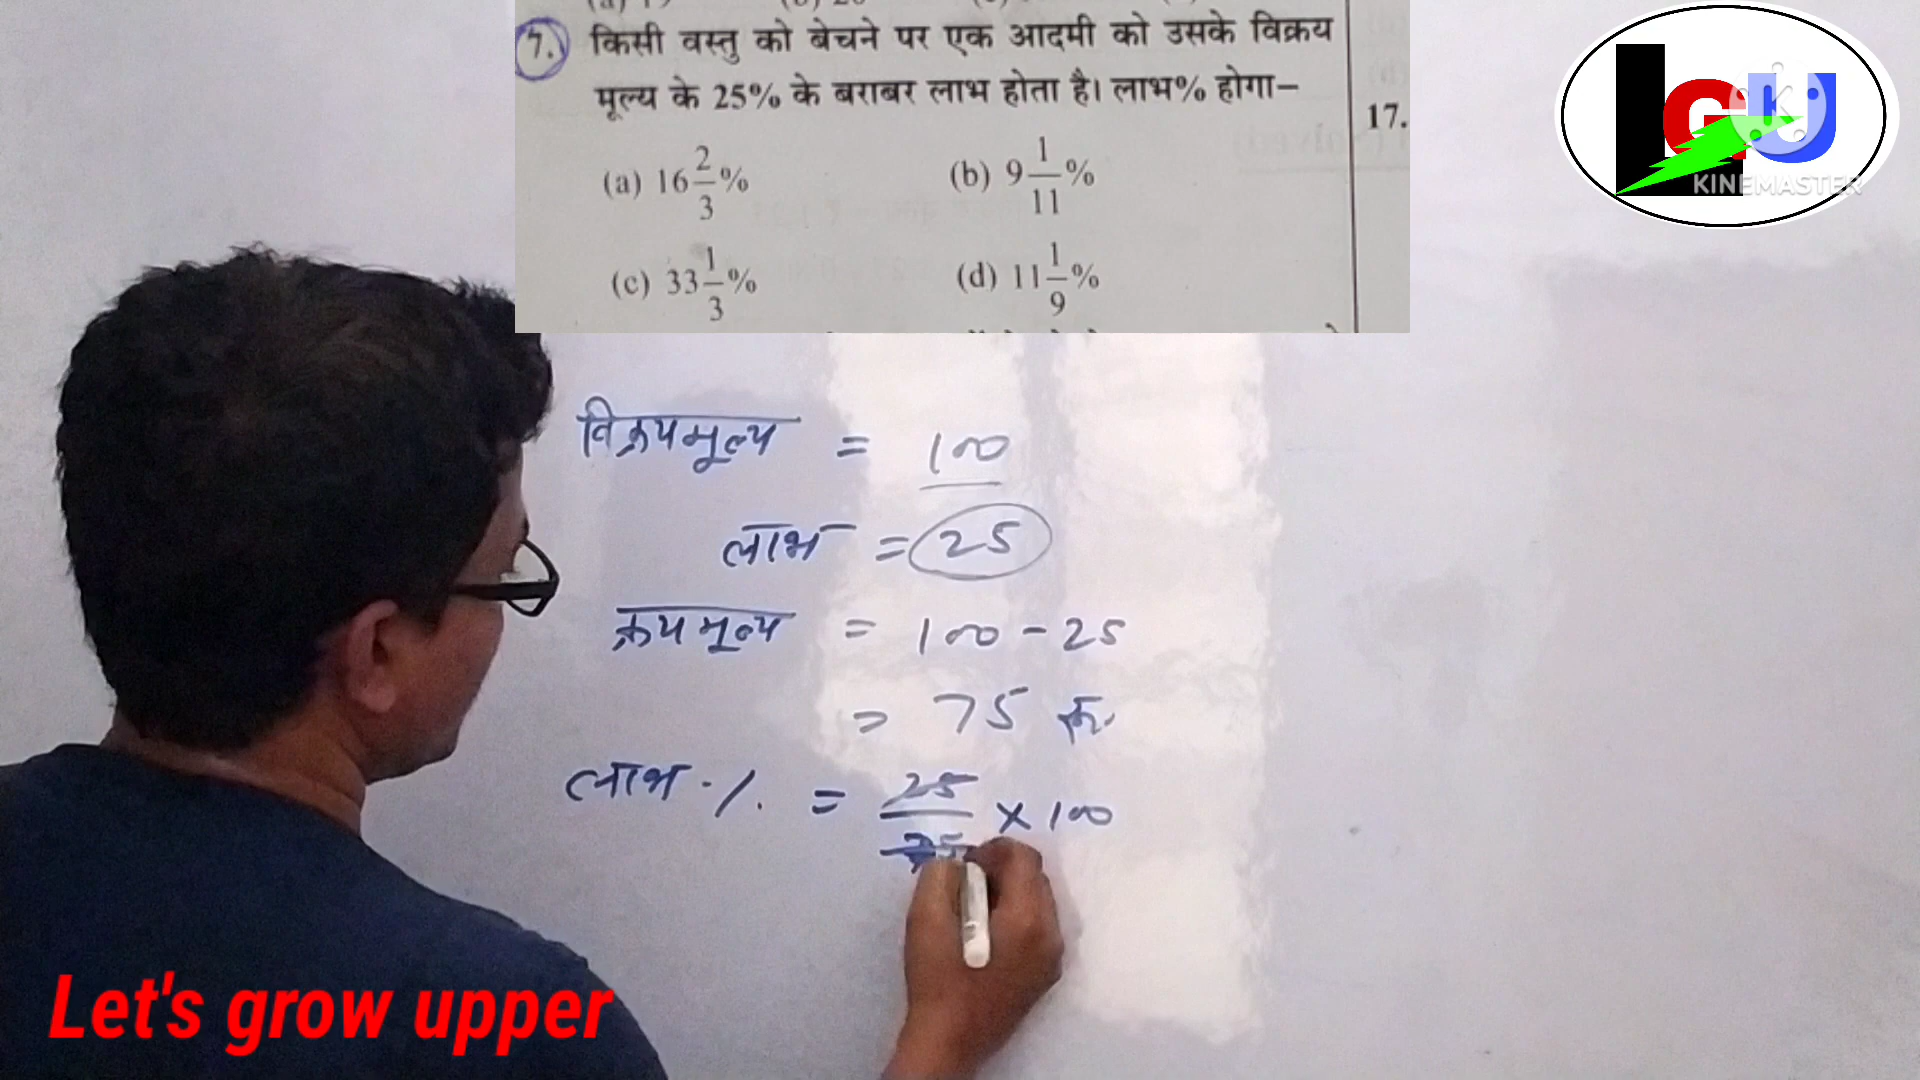 7. किसी वस्तु को बेचने पर एक आदमी को उसके विक्रय
मूल्य के 25% के बराबर लाभ होता है। लाभ% होगा–
17.
(a) 16 2/3 %
(b) 9 1/11 %
(c) 33 1/3 %
(d) 11 1/9 %
LGU
KINEMASTER
विक्रयमूल्य = 100
लाभ = 25
क्रयमूल्य = 100 - 25
= 75 रू.
लाभ % = 25/75 × 100
Let's grow upper